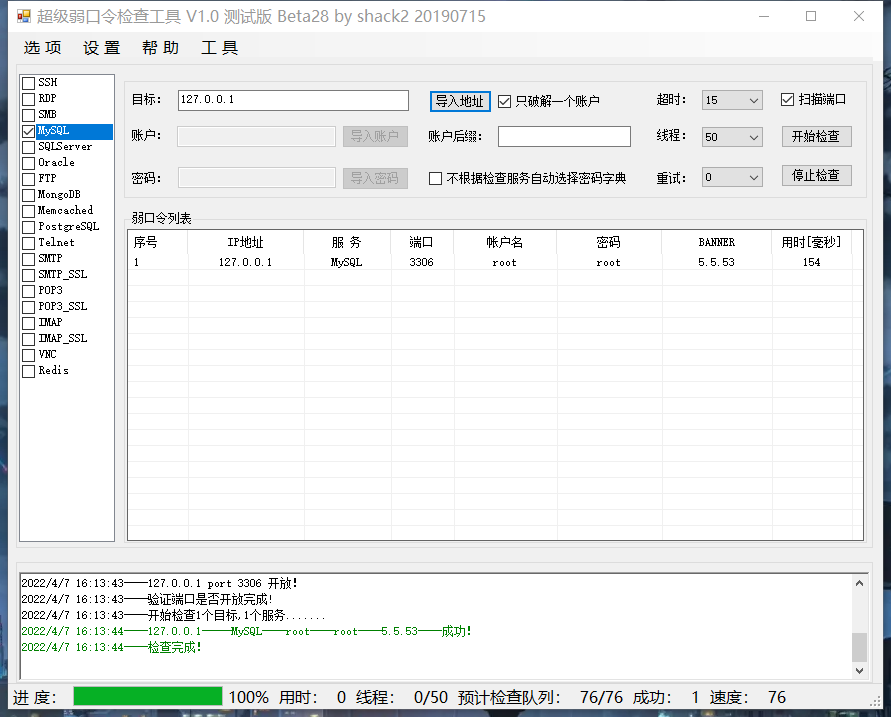 超级弱口令检查工具 V1.0 测试版 Beta28 by shack2 20190715
选 项 设 置 帮 助 工 具
SSH
RDP
SMB
MySQL
SQLServer
Oracle
FTP
MongoDB
Memcached
PostgreSQL
Telnet
SMTP
SMTP_SSL
POP3
POP3_SSL
IMAP
IMAP_SSL
VNC
Redis
目标： 127.0.0.1 导入地址 只破解一个账户 超时： 15 扫描端口
账户： 导入账户 账户后缀： 线程： 50 开始检查
密码： 导入密码 不根据检查服务自动选择密码字典 重试： 0 停止检查
弱口令列表
序号 IP地址 服 务 端口 帐户名 密码 BANNER 用时[毫秒]
1 127.0.0.1 MySQL 3306 root root 5.5.53 154
2022/4/7 16:13:43----127.0.0.1 port 3306 开放!
2022/4/7 16:13:43----验证端口是否开放完成!
2022/4/7 16:13:43----开始检查1个目标,1个服务.......
2022/4/7 16:13:44----127.0.0.1-----MySQL----root----root----5.5.53----成功!
2022/4/7 16:13:44----检查完成!
进 度： 100% 用时： 0 线程： 0/50 预计检查队列： 76/76 成功： 1 速度： 76